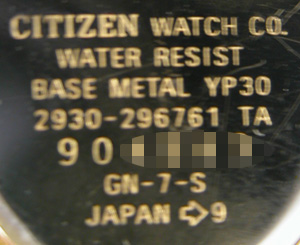 CITIZEN WATCH CO.
WATER RESIST
BASE METAL YP30
2930-296761 TA
90
GN-7-S
JAPAN ⇨9